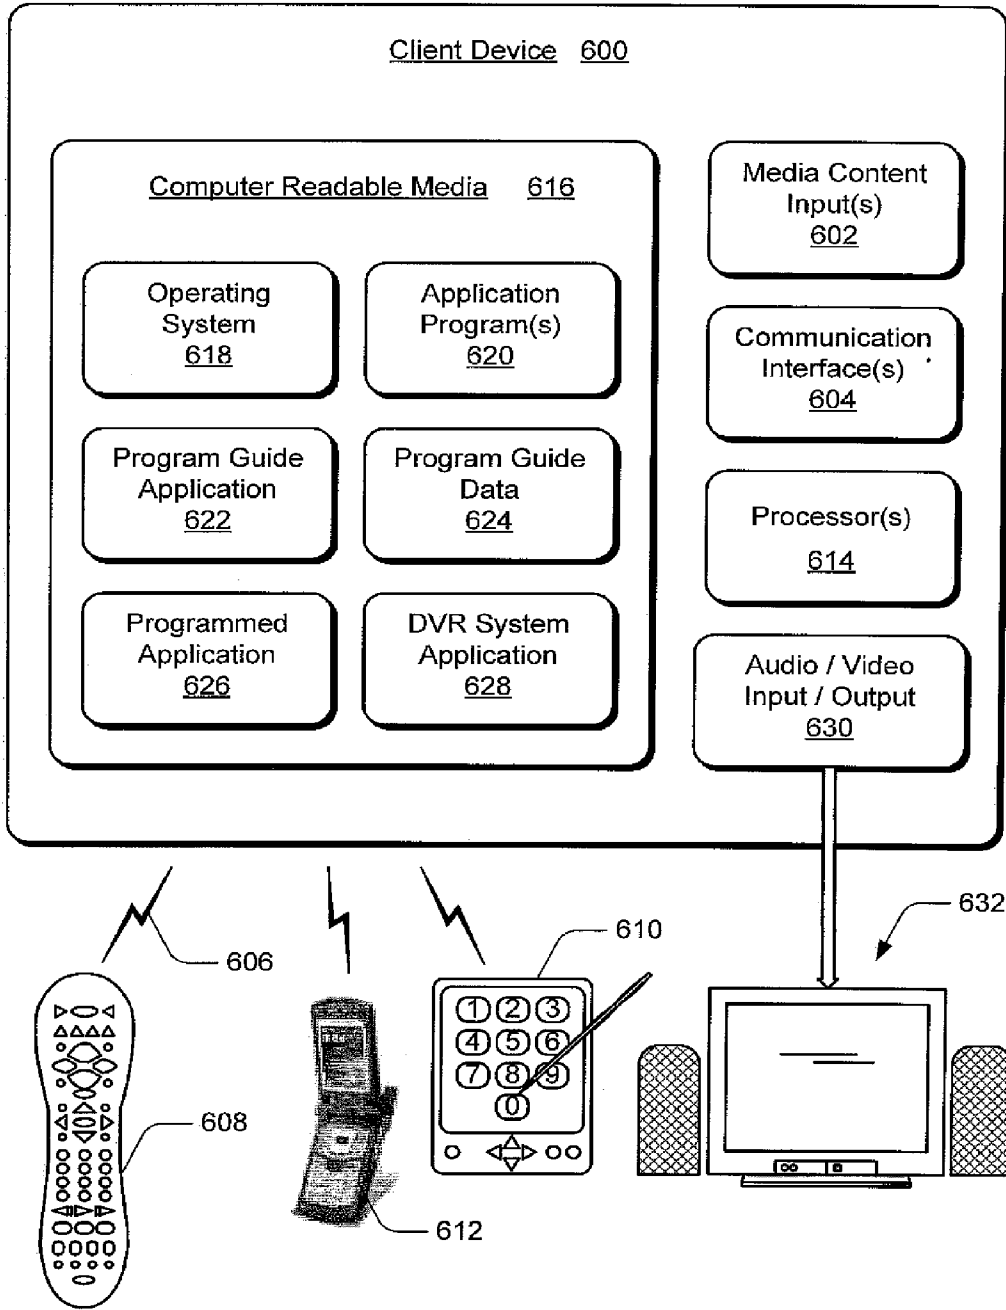 Client Device 600
Computer Readable Media 616
Operating
System
618
Application
Program(s)
620
Program Guide
Application
622
Program Guide
Data
624
Programmed
Application
626
DVR System
Application
628
Media Content
Input(s)
602
Communication
Interface(s)
604
Processor(s)
614
Audio / Video
Input / Output
630
606
608
612
610
1 2 3
4 5 6
7 8 9
0
632